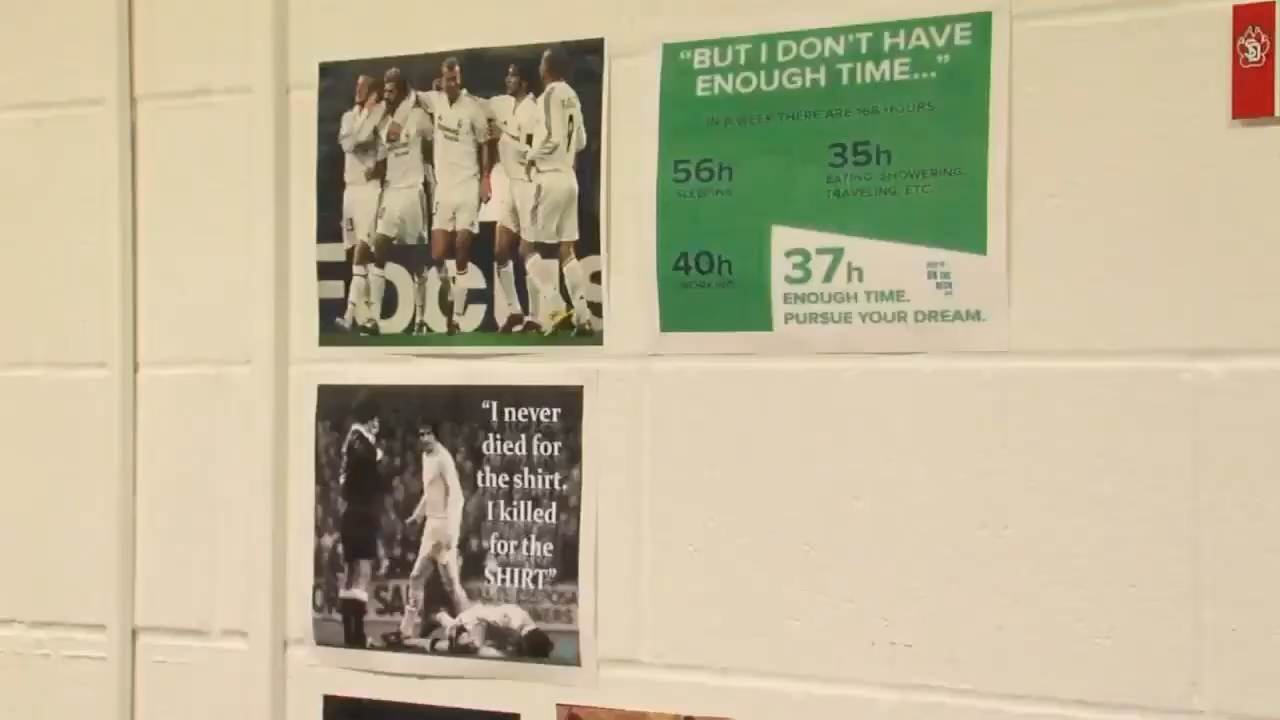 Focus
"BUT I DON'T HAVE
ENOUGH TIME..."
IN A WEEK THERE ARE 168 HOURS
56h
SLEEPING
35h
EATING, SHOWERING,
TRAVELING, ETC.
40h
WORKING
37h
ENOUGH TIME.
PURSUE YOUR DREAM.
"I never
died for
the shirt.
I killed
for the
SHIRT"
SD